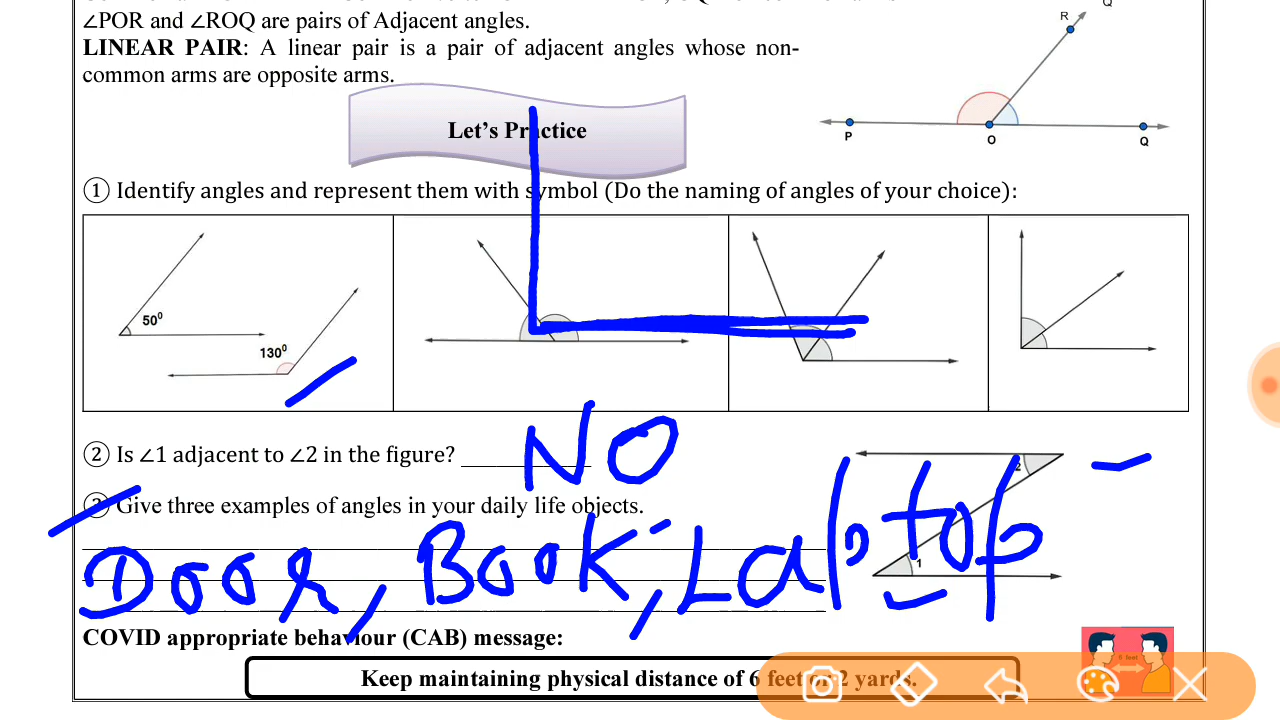 ∠POR and ∠ROQ are pairs of Adjacent angles.
LINEAR PAIR: A linear pair is a pair of adjacent angles whose non-
common arms are opposite arms.
R
Q
P
O
Q
Let's Practice
① Identify angles and represent them with symbol (Do the naming of angles of your choice):
50⁰
130⁰
② Is ∠1 adjacent to ∠2 in the figure? NO
2
③ Give three examples of angles in your daily life objects.
1
Door, Book, Laptop
COVID appropriate behaviour (CAB) message:
6 feet
Keep maintaining physical distance of 6 feet or 2 yards.